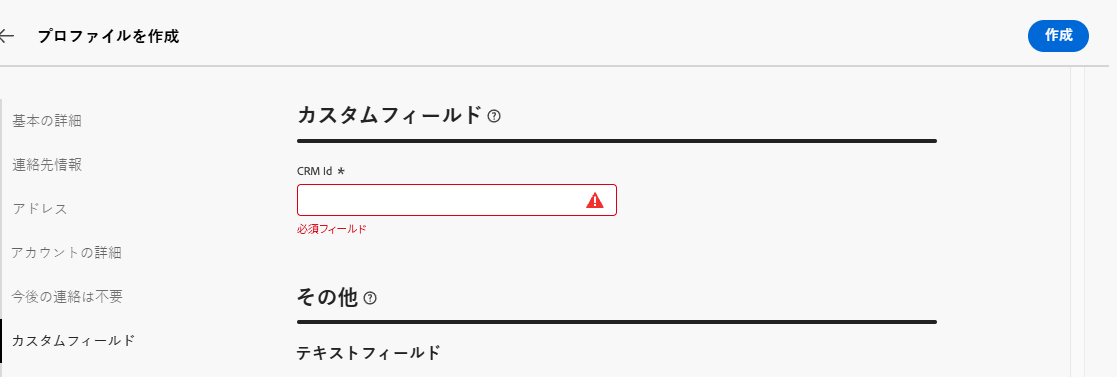 プロファイルを作成
作成
基本の詳細
連絡先情報
アドレス
アカウントの詳細
今後の連絡は不要
カスタムフィールド
カスタムフィールド
CRM Id *
必須フィールド
その他
テキストフィールド